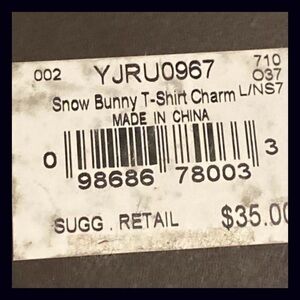 002 YJRU0967 710
037
Snow Bunny T-Shirt Charm L/NS7
MADE IN CHINA
0 98686 78003 3
SUGG. RETAIL $35.00